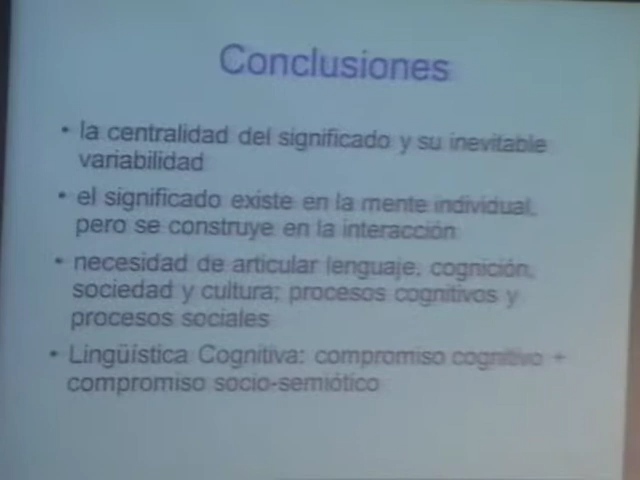 Conclusiones
• la centralidad del significado y su inevitable
variabilidad
• el significado existe en la mente individual,
pero se construye en la interacción
• necesidad de articular lenguaje, cognición,
sociedad y cultura; procesos cognitivos y
procesos sociales
• Lingüística Cognitiva: compromiso cognitivo +
compromiso socio-semiótico